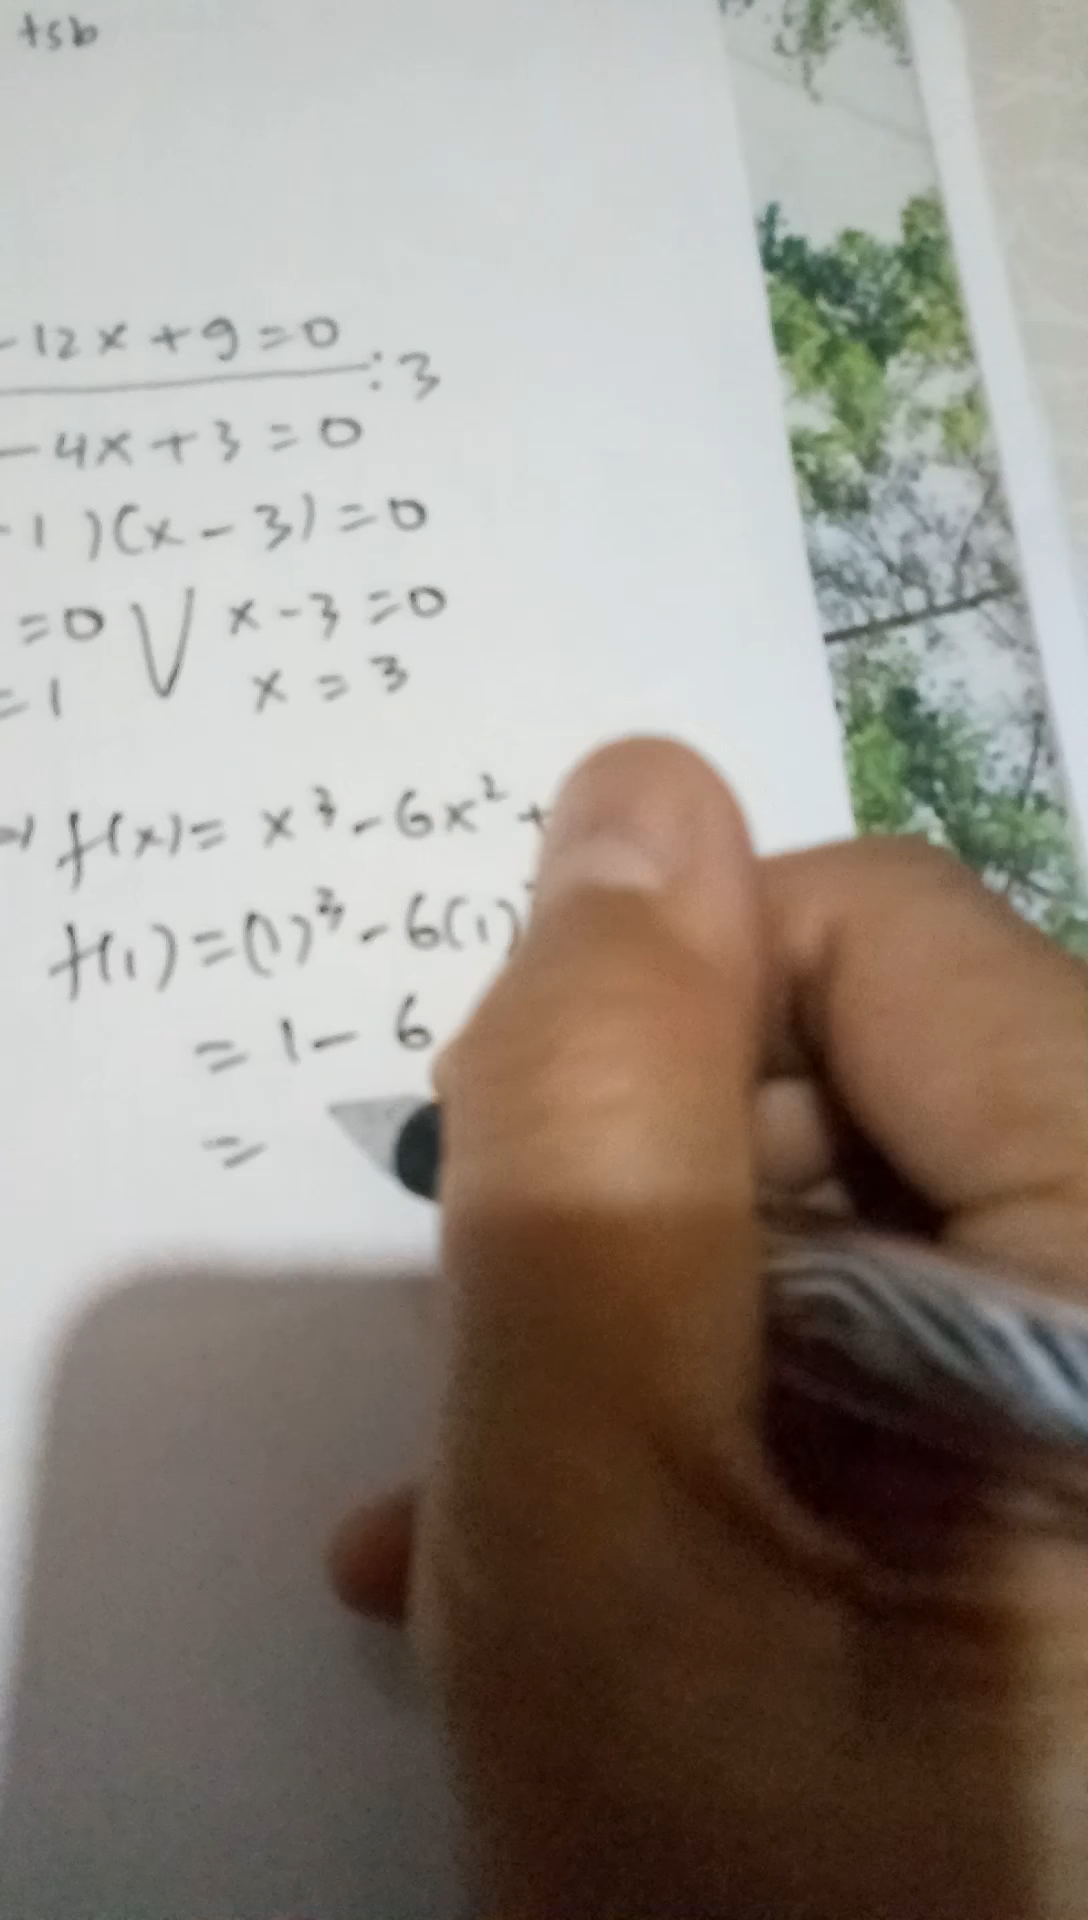 tsb
-12x+9=0
:3
-4x+3=0
-1)(x-3)=0
=0 V x-3=0
=1 x=3
f(x)=x³-6x²+
f(1)=(1)³-6(1)
=1-6
=